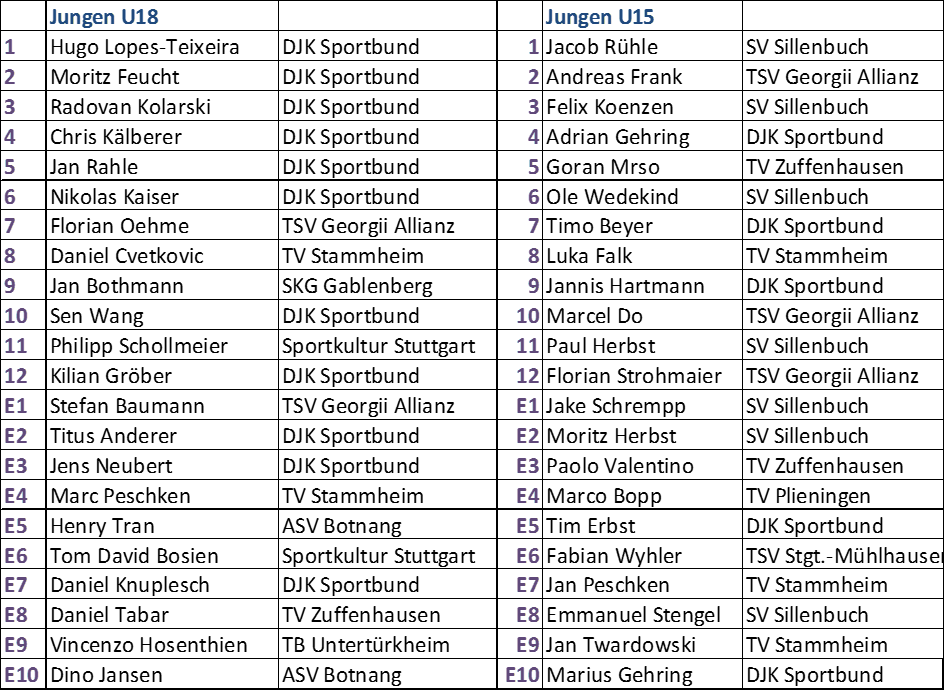 Jungen U18 Jungen U15
1 Hugo Lopes-Teixeira DJK Sportbund 1 Jacob Rühle SV Sillenbuch
2 Moritz Feucht DJK Sportbund 2 Andreas Frank TSV Georgii Allianz
3 Radovan Kolarski DJK Sportbund 3 Felix Koenzen SV Sillenbuch
4 Chris Kälberer DJK Sportbund 4 Adrian Gehring DJK Sportbund
5 Jan Rahle DJK Sportbund 5 Goran Mrso TV Zuffenhausen
6 Nikolas Kaiser DJK Sportbund 6 Ole Wedekind SV Sillenbuch
7 Florian Oehme TSV Georgii Allianz 7 Timo Beyer DJK Sportbund
8 Daniel Cvetkovic TV Stammheim 8 Luka Falk TV Stammheim
9 Jan Bothmann SKG Gablenberg 9 Jannis Hartmann DJK Sportbund
10 Sen Wang DJK Sportbund 10 Marcel Do TSV Georgii Allianz
11 Philipp Schollmeier Sportkultur Stuttgart 11 Paul Herbst SV Sillenbuch
12 Kilian Gröber DJK Sportbund 12 Florian Strohmaier TSV Georgii Allianz
E1 Stefan Baumann TSV Georgii Allianz E1 Jake Schrempp SV Sillenbuch
E2 Titus Anderer DJK Sportbund E2 Moritz Herbst SV Sillenbuch
E3 Jens Neubert DJK Sportbund E3 Paolo Valentino TV Zuffenhausen
E4 Marc Peschken TV Stammheim E4 Marco Bopp TV Plieningen
E5 Henry Tran ASV Botnang E5 Tim Erbst DJK Sportbund
E6 Tom David Bosien Sportkultur Stuttgart E6 Fabian Wyhler TSV Stgt.-Mühlhauser
E7 Daniel Knuplesch DJK Sportbund E7 Jan Peschken TV Stammheim
E8 Daniel Tabar TV Zuffenhausen E8 Emmanuel Stengel SV Sillenbuch
E9 Vincenzo Hosenthien TB Untertürkheim E9 Jan Twardowski TV Stammheim
E10 Dino Jansen ASV Botnang E10 Marius Gehring DJK Sportbund